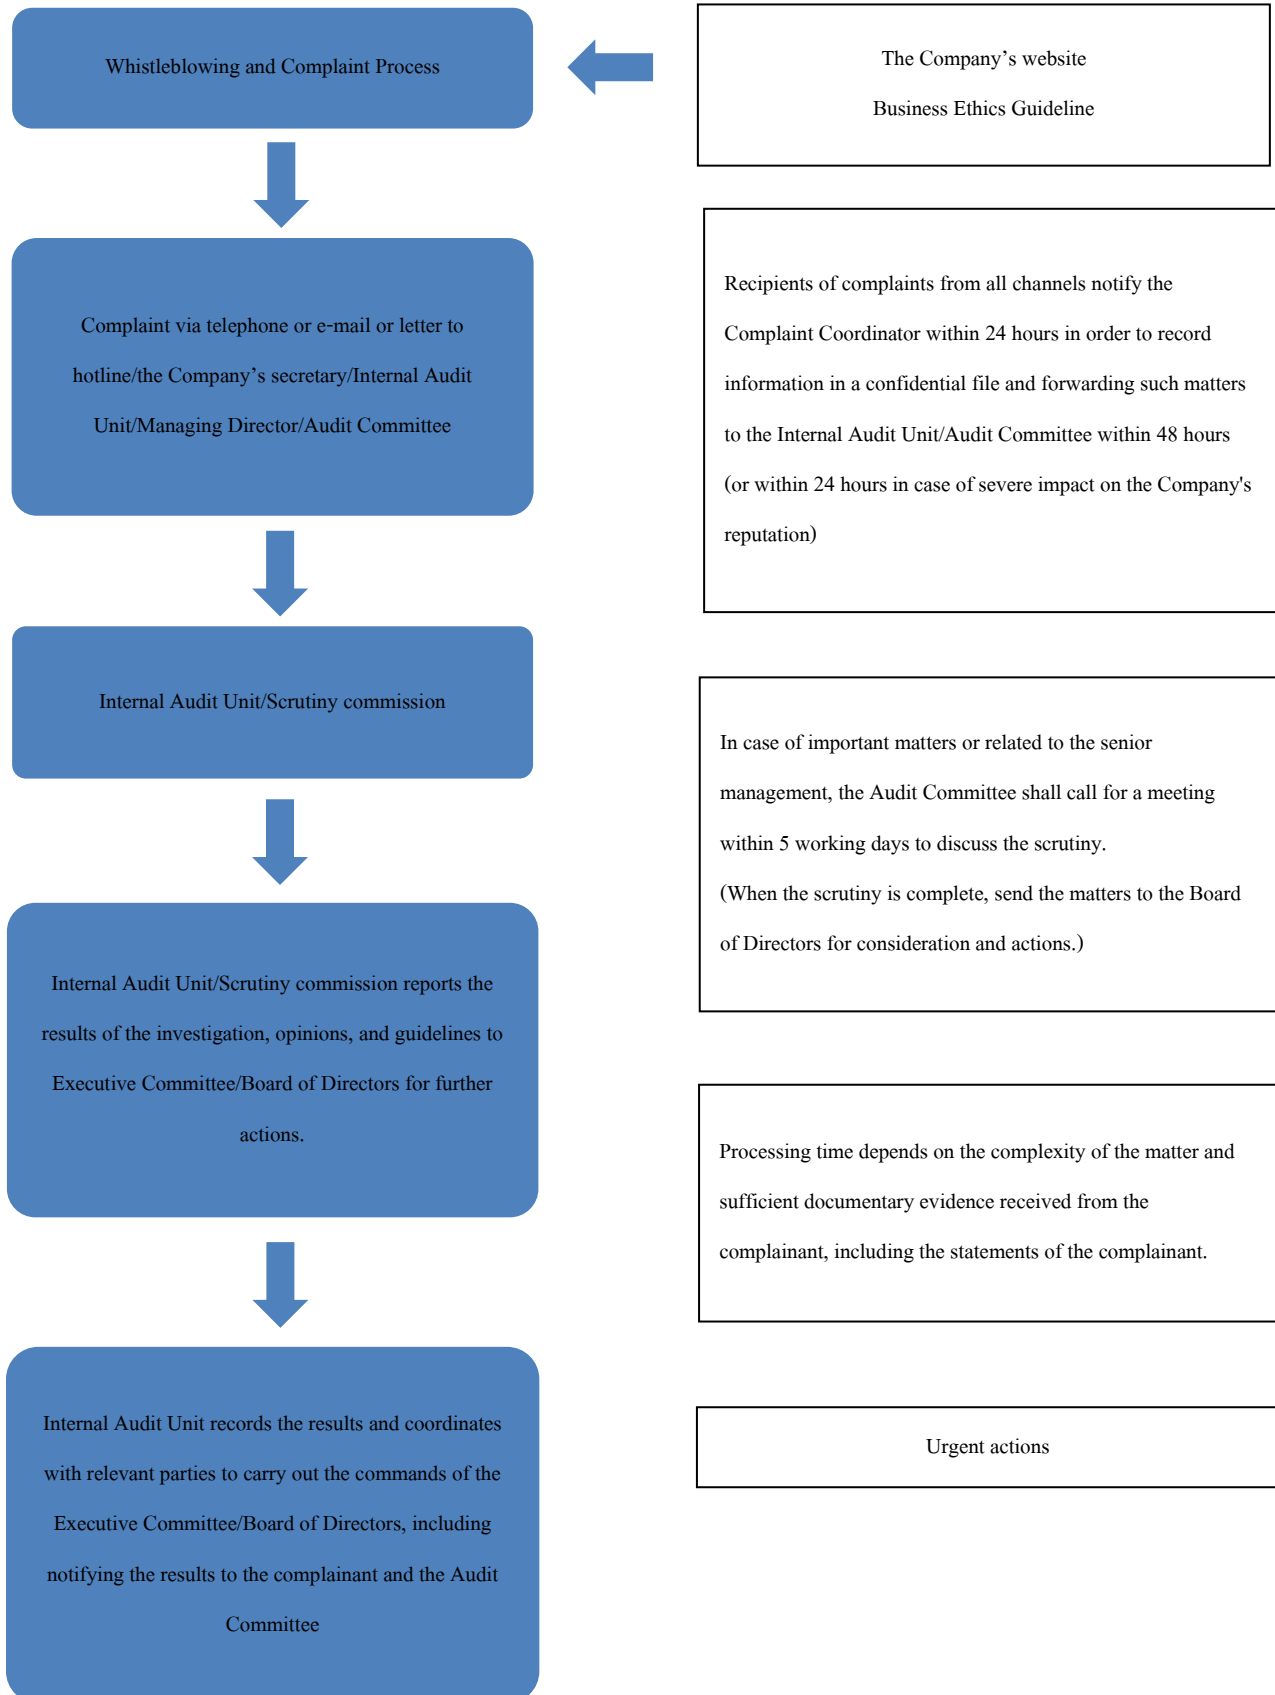 Whistleblowing and Complaint Process
The Company’s website
Business Ethics Guideline
Complaint via telephone or e-mail or letter to
hotline/the Company’s secretary/Internal Audit
Unit/Managing Director/Audit Committee
Recipients of complaints from all channels notify the
Complaint Coordinator within 24 hours in order to record
information in a confidential file and forwarding such matters
to the Internal Audit Unit/Audit Committee within 48 hours
(or within 24 hours in case of severe impact on the Company's
reputation)
Internal Audit Unit/Scrutiny commission
In case of important matters or related to the senior
management, the Audit Committee shall call for a meeting
within 5 working days to discuss the scrutiny.
(When the scrutiny is complete, send the matters to the Board
of Directors for consideration and actions.)
Internal Audit Unit/Scrutiny commission reports the
results of the investigation, opinions, and guidelines to
Executive Committee/Board of Directors for further
actions.
Processing time depends on the complexity of the matter and
sufficient documentary evidence received from the
complainant, including the statements of the complainant.
Internal Audit Unit records the results and coordinates
with relevant parties to carry out the commands of the
Executive Committee/Board of Directors, including
notifying the results to the complainant and the Audit
Committee
Urgent actions